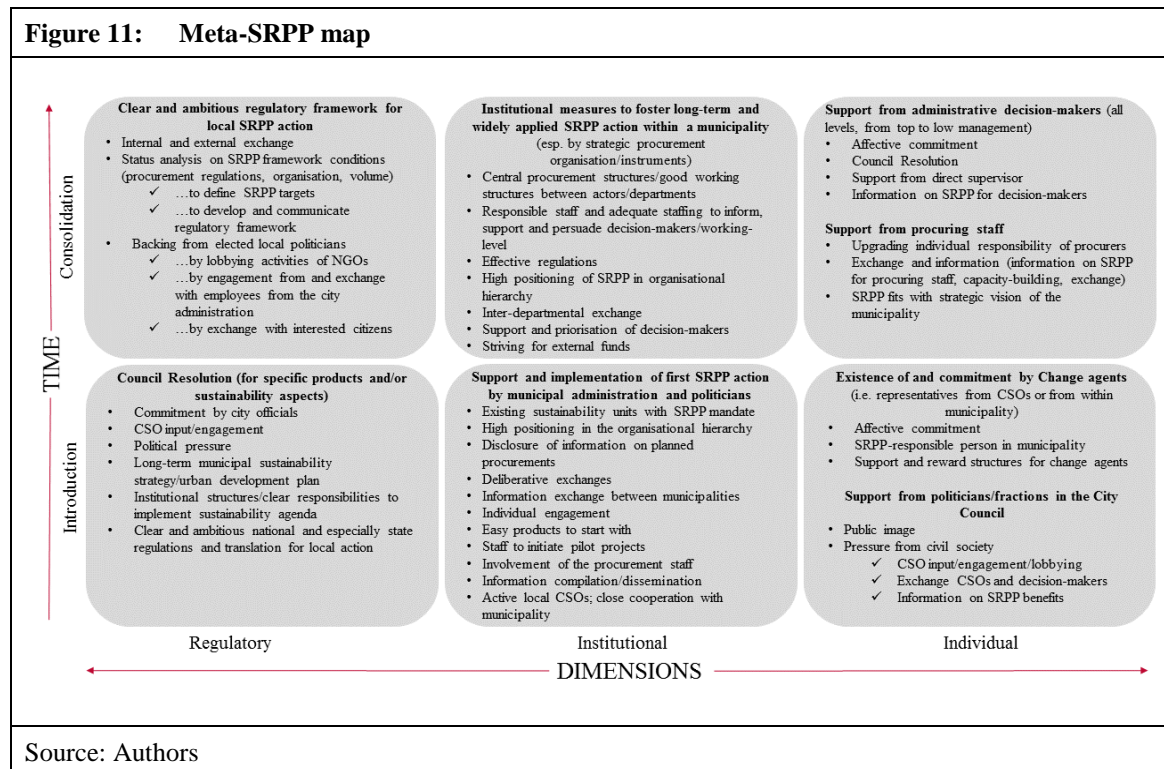 Figure 11: Meta-SRPP map
TIME
Consolidation
Clear and ambitious regulatory framework for
local SRPP action
• Internal and external exchange
• Status analysis on SRPP framework conditions
(procurement regulations, organisation, volume)
✓ …to define SRPP targets
✓ …to develop and communicate
regulatory framework
• Backing from elected local politicians
✓ …by lobbying activities of NGOs
✓ …by engagement from and exchange
with employees from the city
administration
✓ …by exchange with interested citizens
Institutional measures to foster long-term and
widely applied SRPP action within a municipality
(esp. by strategic procurement
organisation/instruments)
• Central procurement structures/good working
structures between actors/departments
• Responsible staff and adequate staffing to inform,
support and persuade decision-makers/working-
level
• Effective regulations
• High positioning of SRPP in organisational
hierarchy
• Inter-departmental exchange
• Support and priorisation of decision-makers
• Striving for external funds
Support from administrative decision-makers (all
levels, from top to low management)
• Affective commitment
• Council Resolution
• Support from direct supervisor
• Information on SRPP for decision-makers
Support from procuring staff
• Upgrading individual responsibility of procurers
• Exchange and information (information on SRPP
for procuring staff, capacity-building, exchange)
• SRPP fits with strategic vision of the
municipality
Introduction
Council Resolution (for specific products and/or
sustainability aspects)
• Commitment by city officials
• CSO input/engagement
• Political pressure
• Long-term municipal sustainability
strategy/urban development plan
• Institutional structures/clear responsibilities to
implement sustainability agenda
• Clear and ambitious national and especially state
regulations and translation for local action
Support and implementation of first SRPP action
by municipal administration and politicians
• Existing sustainability units with SRPP mandate
• High positioning in the organisational hierarchy
• Disclosure of information on planned
procurements
• Deliberative exchanges
• Information exchange between municipalities
• Individual engagement
• Easy products to start with
• Staff to initiate pilot projects
• Involvement of the procurement staff
• Information compilation/dissemination
• Active local CSOs; close cooperation with
municipality
Existence of and commitment by Change agents
(i.e. representatives from CSOs or from within
municipality)
• Affective commitment
• SRPP-responsible person in municipality
• Support and reward structures for change agents
Support from politicians/fractions in the City
Council
• Public image
• Pressure from civil society
✓ CSO input/engagement/lobbying
✓ Exchange CSOs and decision-makers
✓ Information on SRPP benefits
Regulatory
Institutional
Individual
DIMENSIONS
Source: Authors